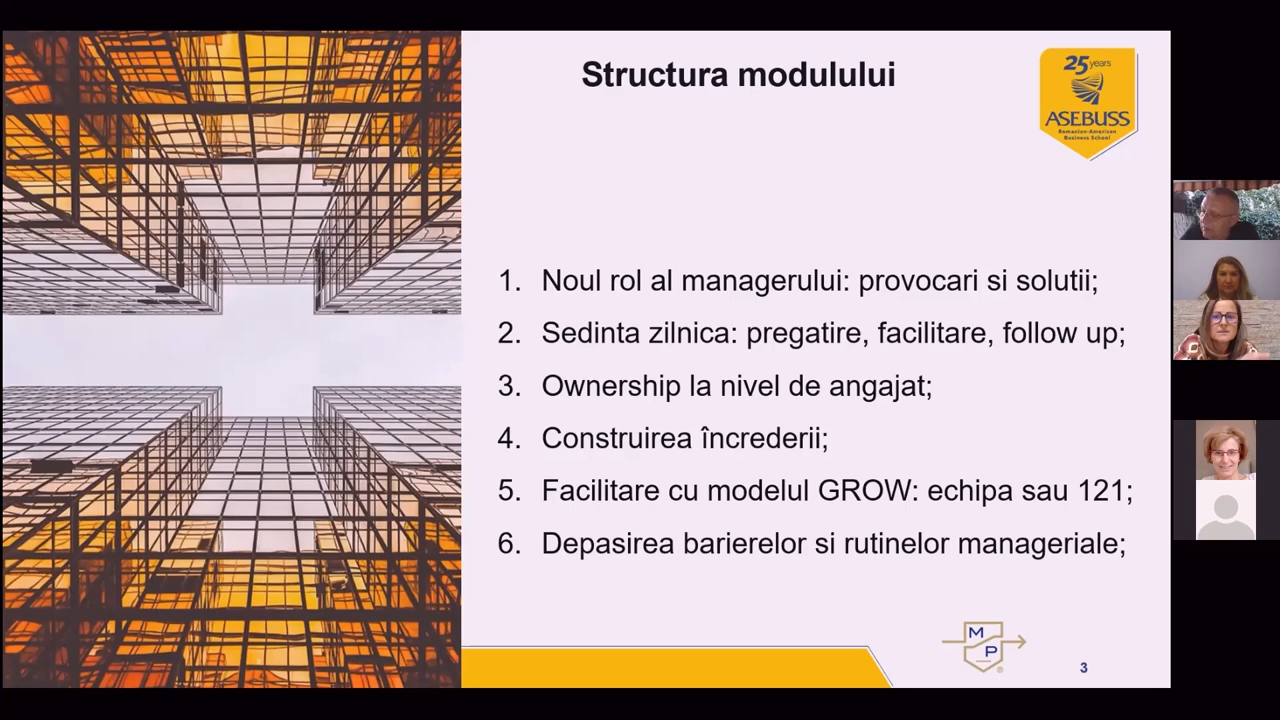 Structura modulului
25 years
ASEBUSS
Romanian-American
Business School
1. Noul rol al managerului: provocari si solutii;
2. Sedinta zilnica: pregatire, facilitare, follow up;
3. Ownership la nivel de angajat;
4. Construirea încrederii;
5. Facilitare cu modelul GROW: echipa sau 121;
6. Depasirea barierelor si rutinelor manageriale;
M
P
®
3